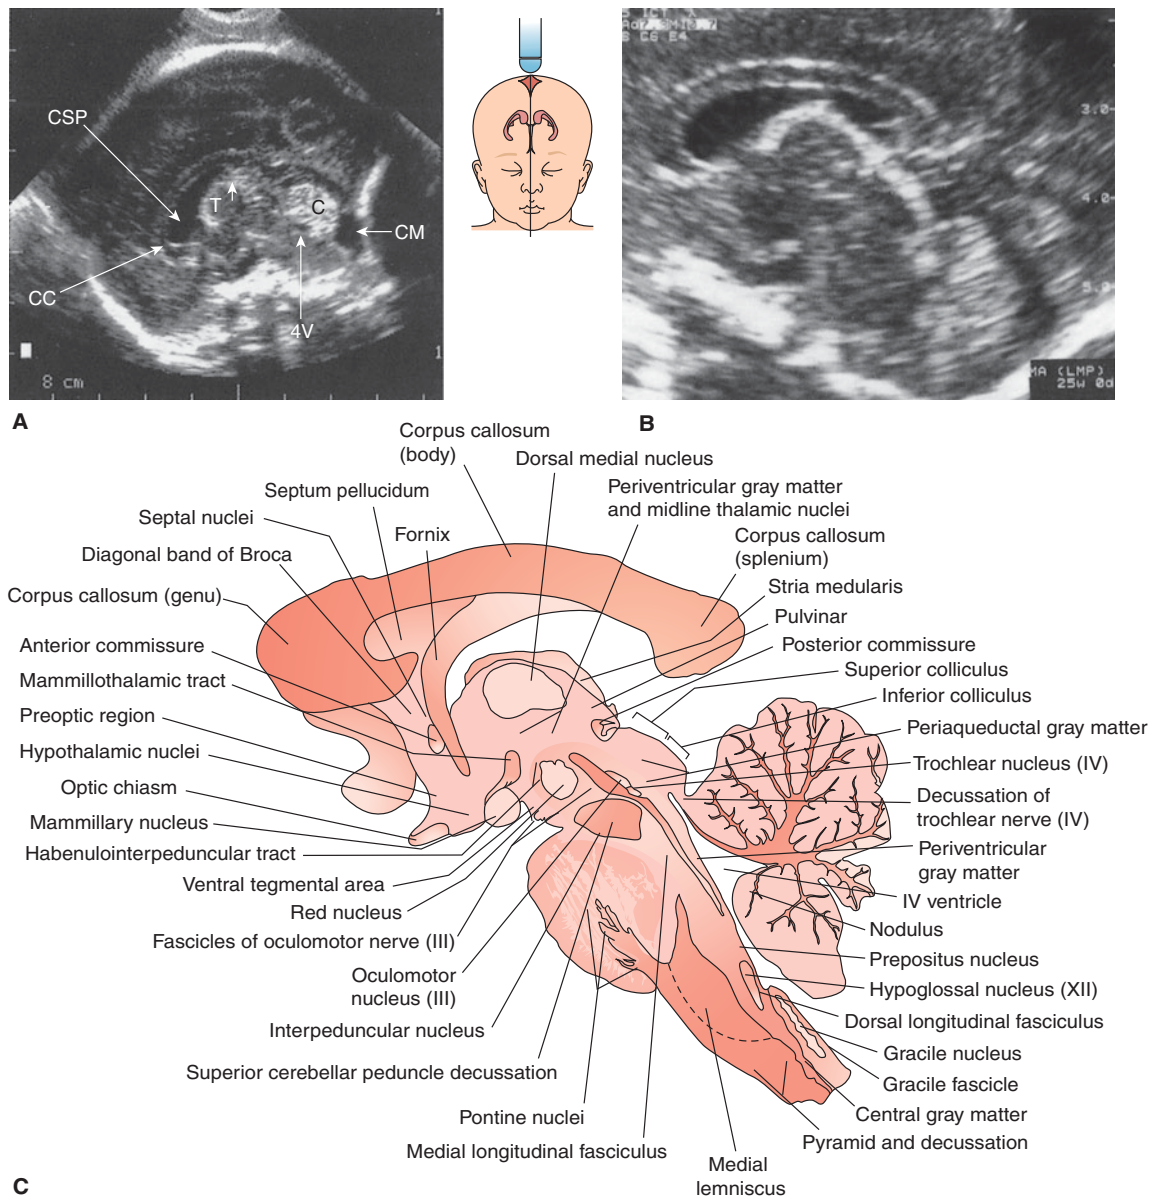 CSP
T
C
CM
CC
4V
8 cm
1
A
3.0
4.0
5.0
MA (LMP)
25w 0d
B
Corpus callosum
(body)
Dorsal medial nucleus
Septum pellucidum
Periventricular gray matter
and midline thalamic nuclei
Septal nuclei
Fornix
Corpus callosum
(splenium)
Diagonal band of Broca
Stria medularis
Corpus callosum (genu)
Pulvinar
Anterior commissure
Posterior commissure
Mammillothalamic tract
Superior colliculus
Preoptic region
Inferior colliculus
Hypothalamic nuclei
Periaqueductal gray matter
Optic chiasm
Trochlear nucleus (IV)
Mammillary nucleus
Decussation of
trochlear nerve (IV)
Habenulointerpeduncular tract
Periventricular
gray matter
Ventral tegmental area
IV ventricle
Red nucleus
Nodulus
Fascicles of oculomotor nerve (III)
Prepositus nucleus
Oculomotor
nucleus (III)
Hypoglossal nucleus (XII)
Interpeduncular nucleus
Dorsal longitudinal fasciculus
Gracile nucleus
Superior cerebellar peduncle decussation
Gracile fascicle
Pontine nuclei
Central gray matter
Medial longitudinal fasciculus
Pyramid and decussation
Medial
lemniscus
C